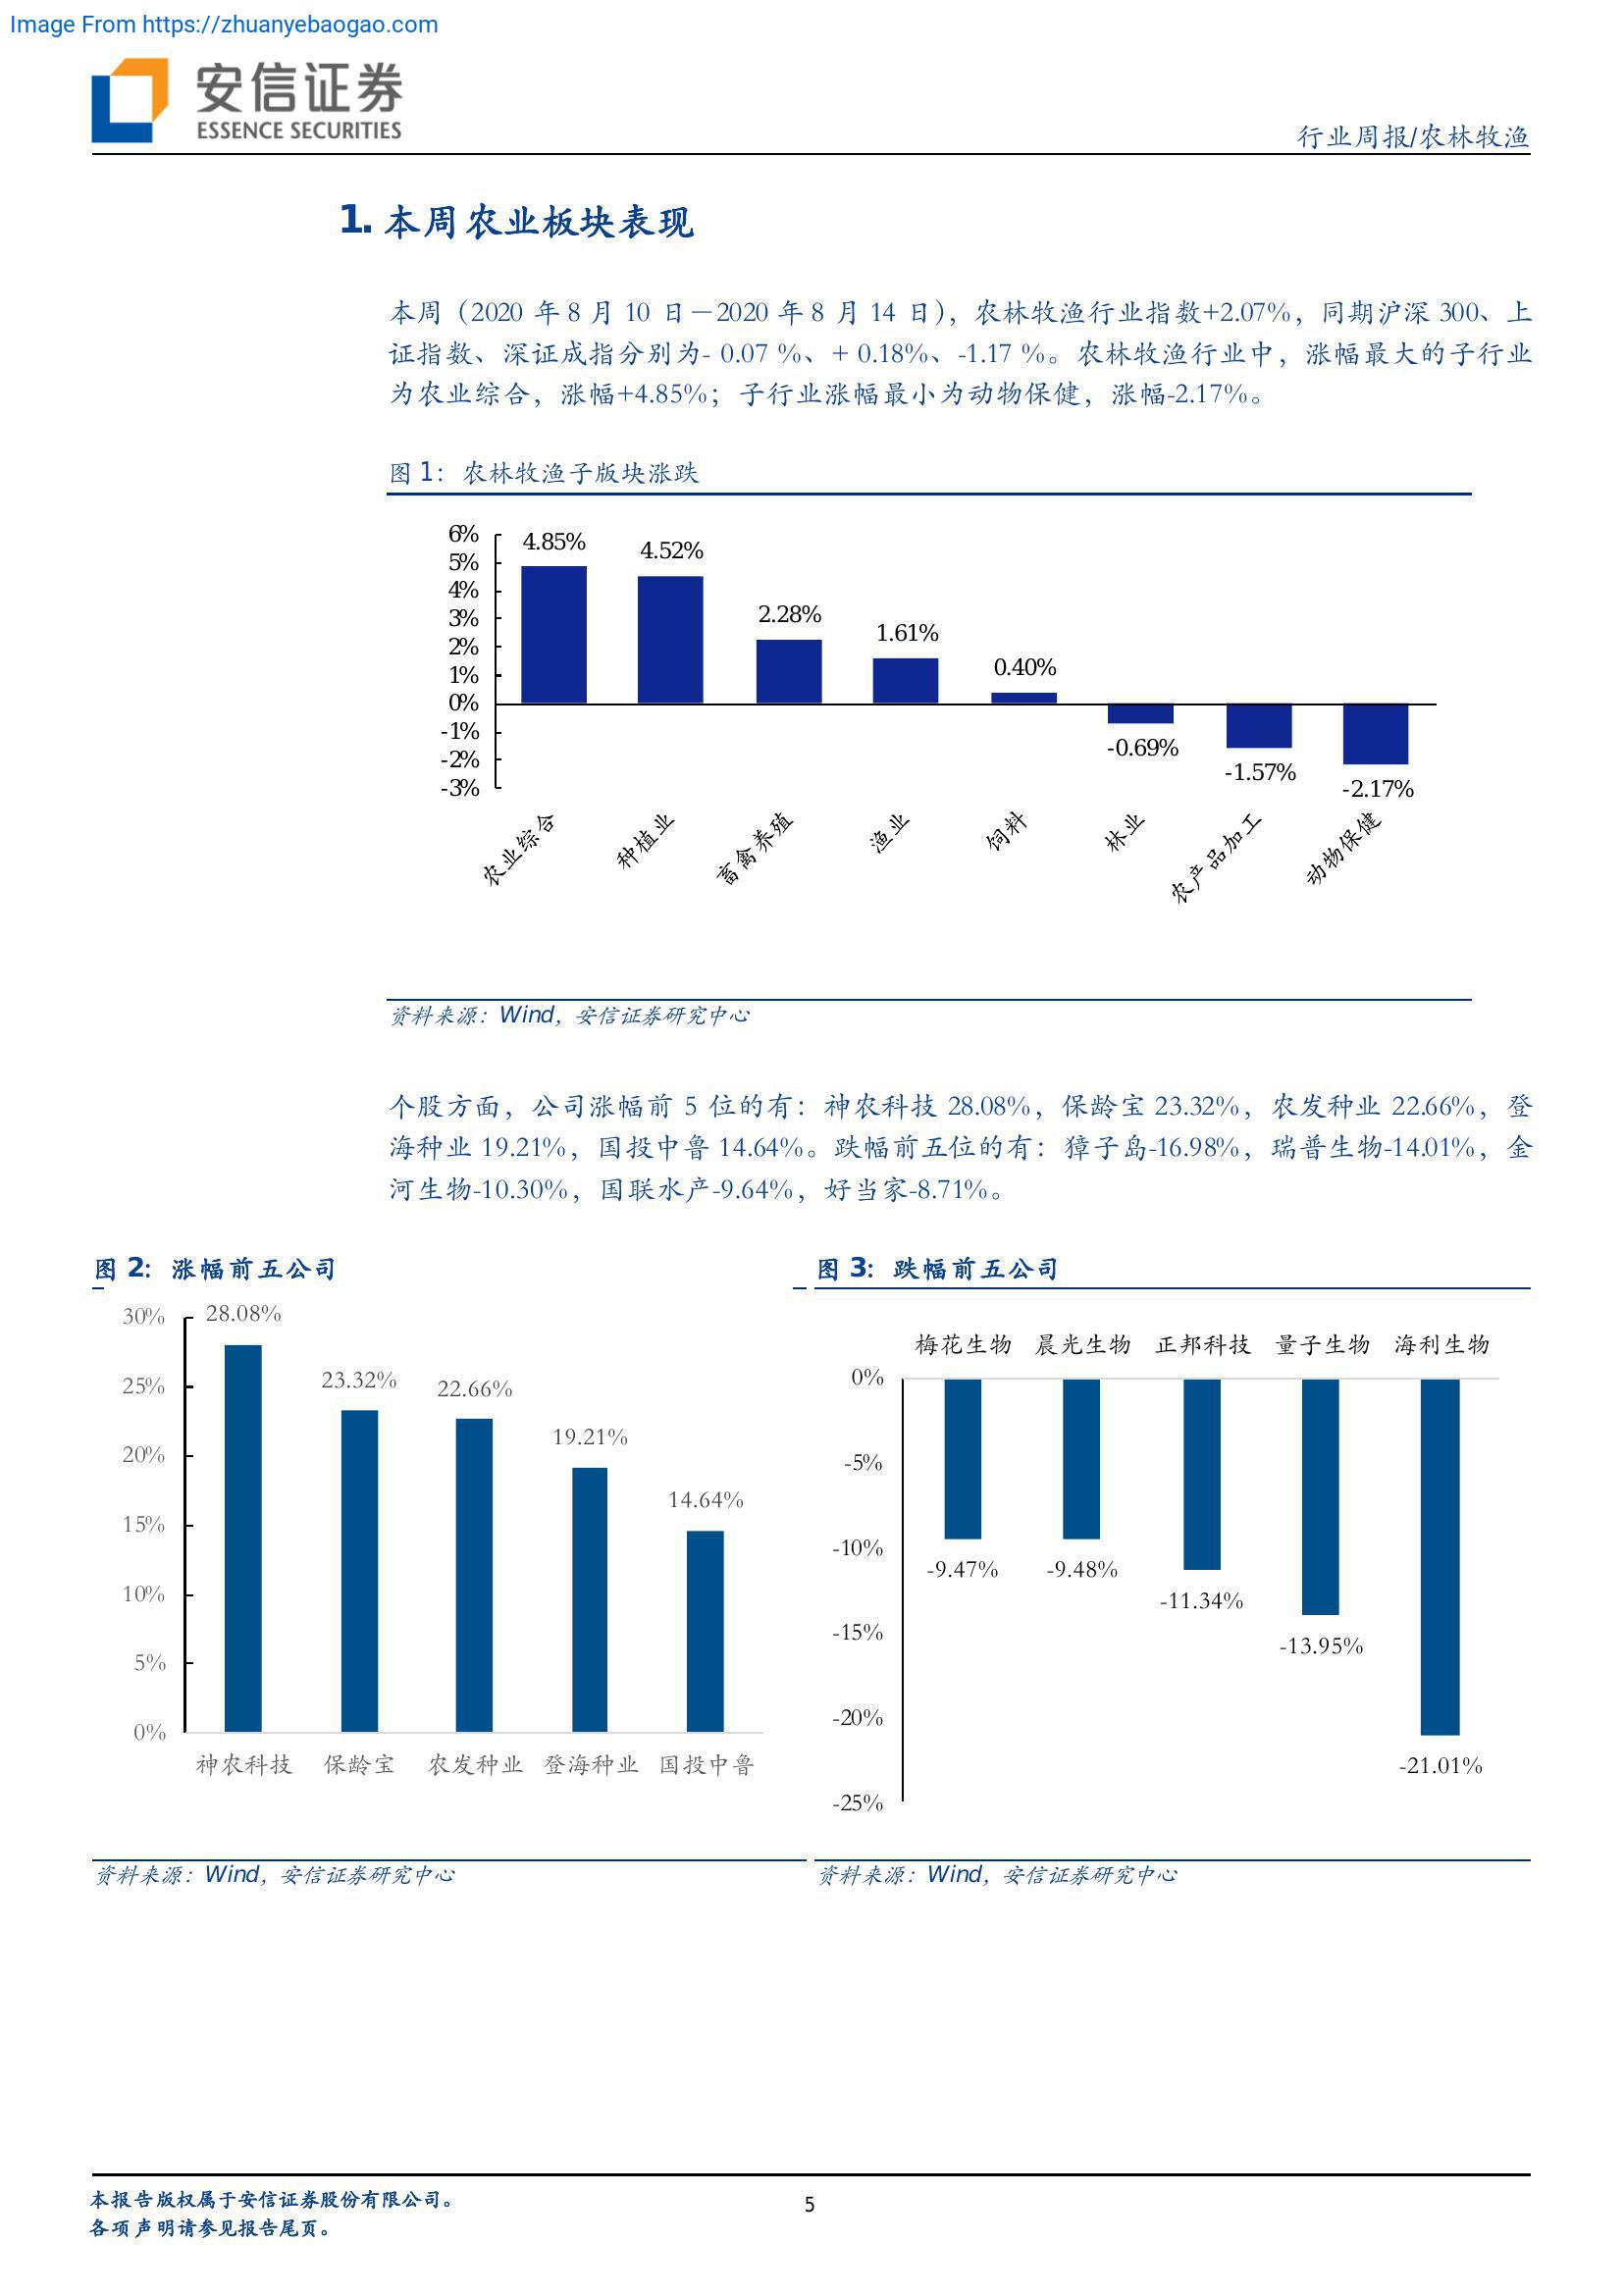 Image From https://zhuanyebaogao.com
安信证券
ESSENCE SECURITIES
行业周报/农林牧渔
1. 本周农业板块表现
本周（2020 年 8 月 10 日－2020 年 8 月 14 日），农林牧渔行业指数+2.07%，同期沪深 300、上
证指数、深证成指分别为- 0.07 %、+ 0.18%、-1.17 %。农林牧渔行业中，涨幅最大的子行业
为农业综合，涨幅+4.85%；子行业涨幅最小为动物保健，涨幅-2.17%。
图 1：农林牧渔子版块涨跌
6%
5%
4%
3%
2%
1%
0%
-1%
-2%
-3%
4.85%
4.52%
2.28%
1.61%
0.40%
-0.69%
-1.57%
-2.17%
农业综合
种植业
畜禽养殖
渔业
饲料
林业
农产品加工
动物保健
资料来源：Wind，安信证券研究中心
个股方面，公司涨幅前 5 位的有：神农科技 28.08%，保龄宝 23.32%，农发种业 22.66%，登
海种业 19.21%，国投中鲁 14.64%。跌幅前五位的有：獐子岛-16.98%，瑞普生物-14.01%，金
河生物-10.30%，国联水产-9.64%，好当家-8.71%。
图 2：涨幅前五公司
30%
25%
20%
15%
10%
5%
0%
28.08%
23.32%
22.66%
19.21%
14.64%
神农科技 保龄宝 农发种业 登海种业 国投中鲁
资料来源：Wind，安信证券研究中心
图 3：跌幅前五公司
梅花生物 晨光生物 正邦科技 量子生物 海利生物
0%
-5%
-10%
-15%
-20%
-25%
-9.47%
-9.48%
-11.34%
-13.95%
-21.01%
资料来源：Wind，安信证券研究中心
本报告版权属于安信证券股份有限公司。
各项声明请参见报告尾页。
5